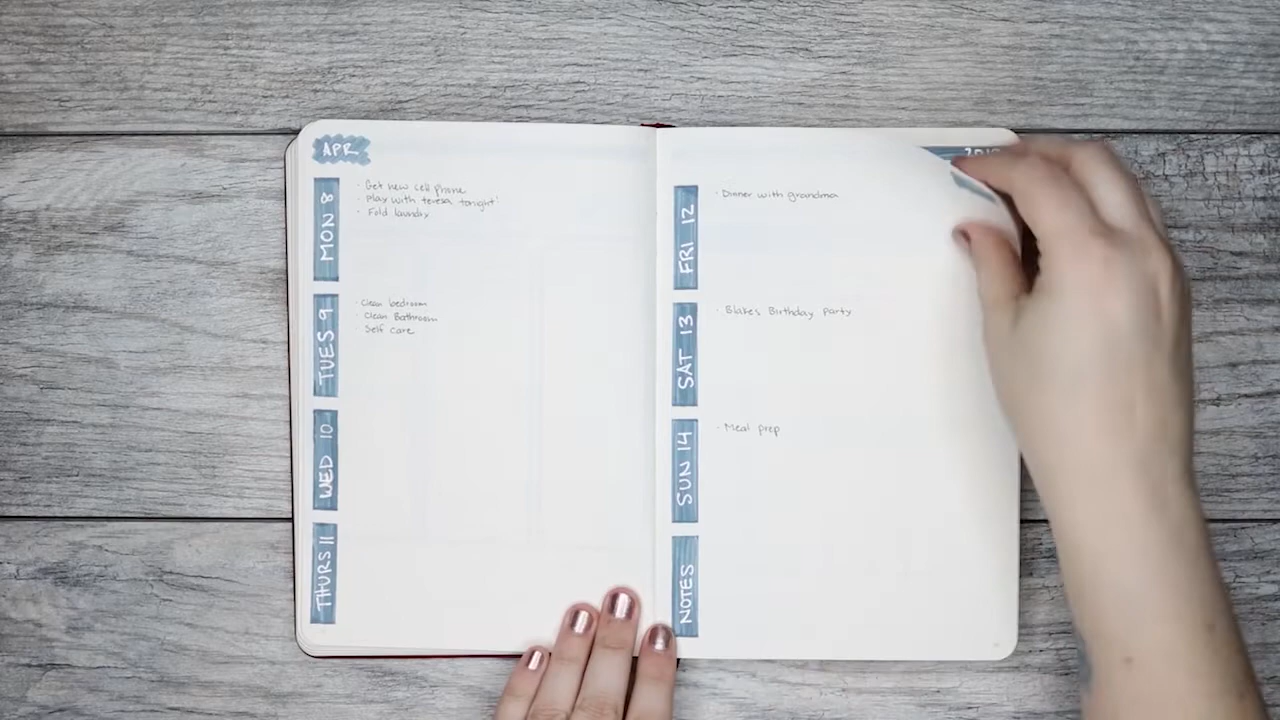 APR
MON 8
· Get new cell phone
· Play with teresa tonight!
· Fold laundry
TUES 9
· Clean bedroom
· Clean Bathroom
· Self care
WED 10
THURS 11
FRI 12
· Dinner with grandma
SAT 13
· Blakes Birthday party
SUN 14
· Meal prep
NOTES